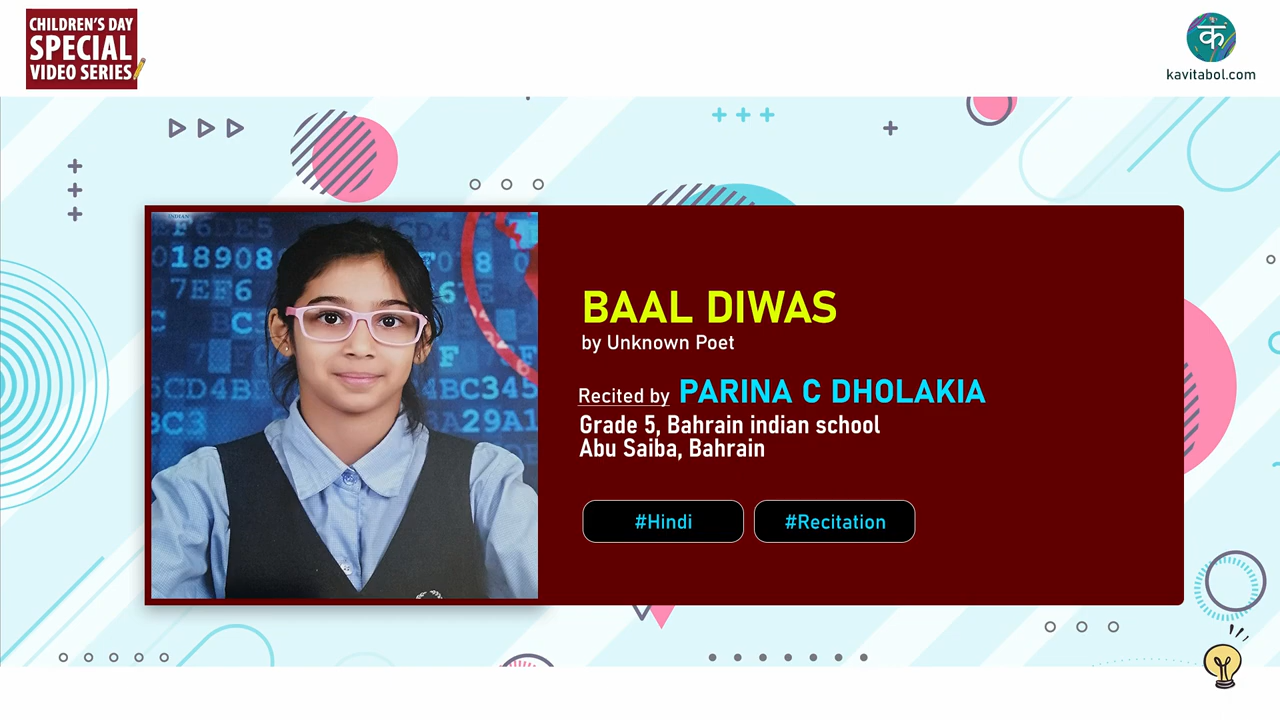 CHILDREN'S DAY
SPECIAL
VIDEO SERIES
क
kavitabol.com
INDIAN
BAAL DIWAS
by Unknown Poet
Recited by PARINA C DHOLAKIA
Grade 5, Bahrain indian school
Abu Saiba, Bahrain
#Hindi
#Recitation